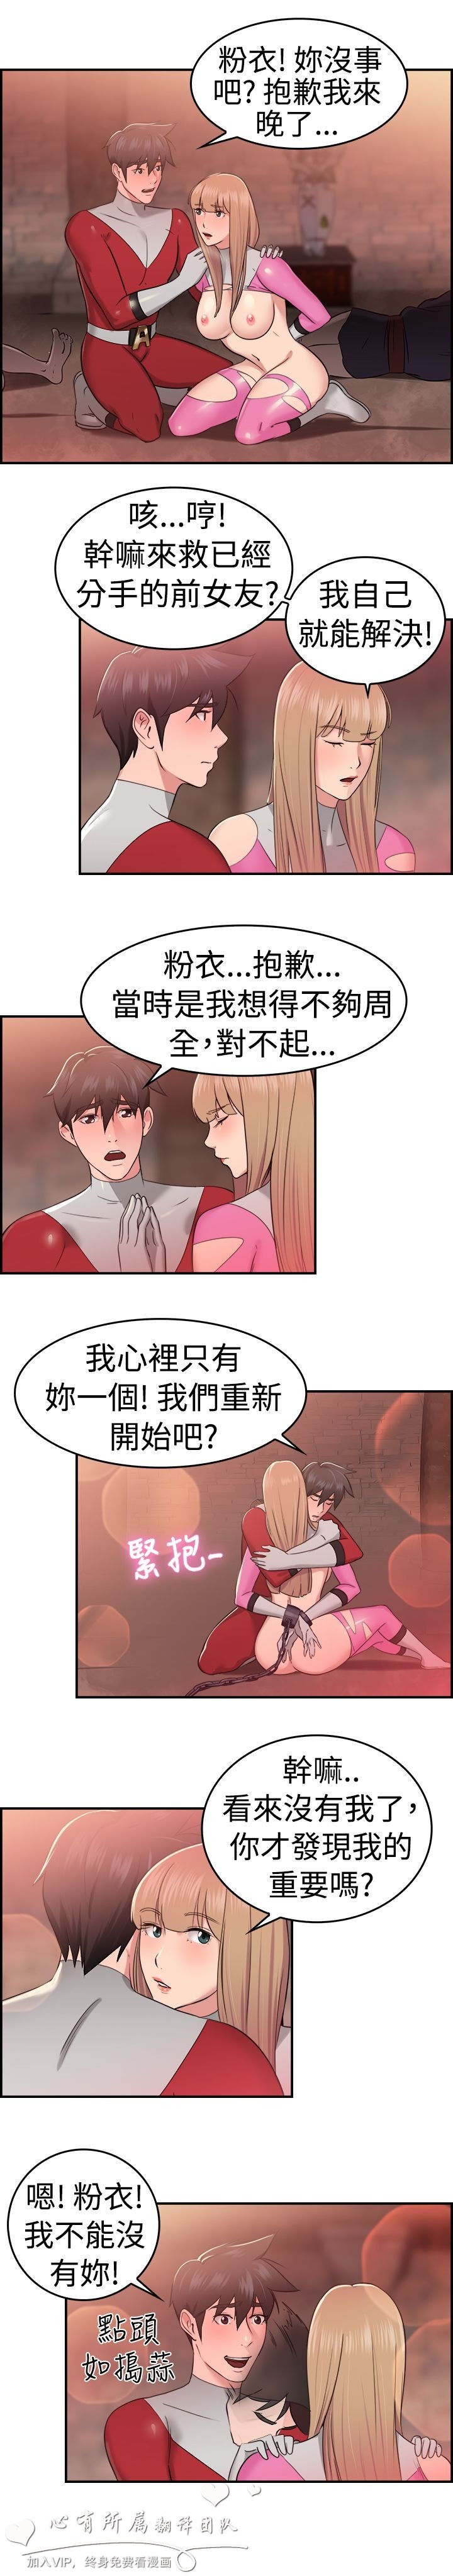 粉衣! 妳沒事
吧? 抱歉我來
晚了...
咳...哼!
幹嘛來救已經
分手的前女友?
我自己
就能解決!
粉衣...抱歉...
當時是我想得不夠周
全,對不起...
我心裡只有
妳一個! 我們重新
開始吧?
緊抱~
幹嘛..
看來沒有我了,
你才發現我的
重要嗎?
嗯! 粉衣!
我不能沒
有妳!
點頭
如搗蒜
心有所属翻译团队
加入VIP，终身免费看漫画